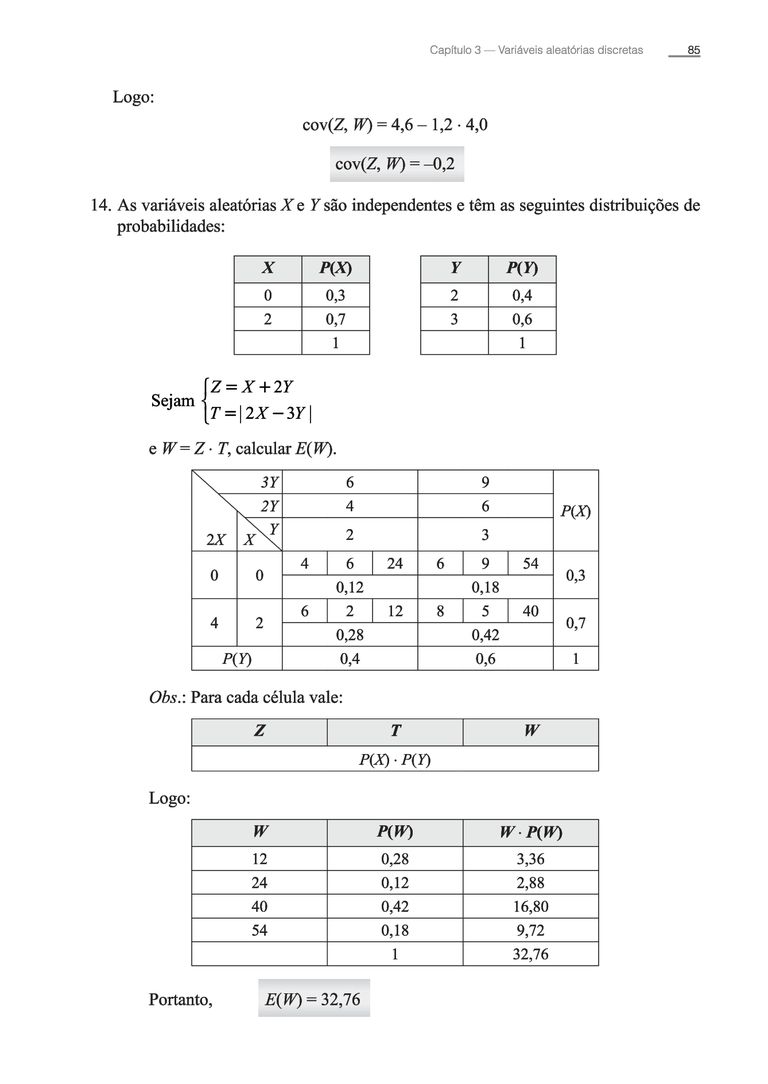 Capítulo 3 — Variáveis aleatórias discretas 85
Logo:
cov(Z, W) = 4,6 – 1,2 · 4,0
cov(Z, W) = –0,2
14. As variáveis aleatórias X e Y são independentes e têm as seguintes distribuições de
probabilidades:
X P(X)
0 0,3
2 0,7
1
Y P(Y)
2 0,4
3 0,6
1
Sejam { Z = X + 2Y
T = | 2X − 3Y |
e W = Z · T, calcular E(W).
3Y 6 9
2Y 4 6 P(X)
2X X Y 2 3
0 0 4 6 24 6 9 54 0,3
0,12 0,18
4 2 6 2 12 8 5 40 0,7
0,28 0,42
P(Y) 0,4 0,6 1
Obs.: Para cada célula vale:
Z T W
P(X) · P(Y)
Logo:
W P(W) W · P(W)
12 0,28 3,36
24 0,12 2,88
40 0,42 16,80
54 0,18 9,72
1 32,76
Portanto, E(W) = 32,76